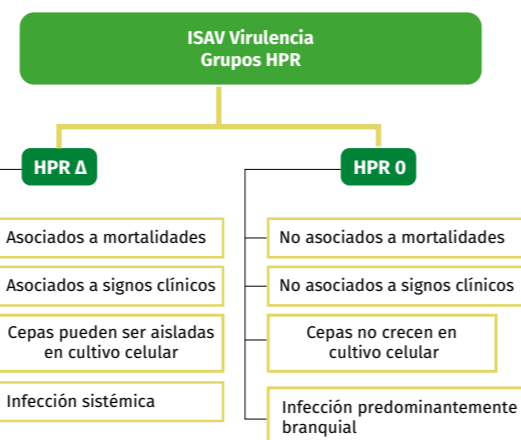 ISAV Virulencia
Grupos HPR
HPR Δ
Asociados a mortalidades
Asociados a signos clínicos
Cepas pueden ser aisladas
en cultivo celular
Infección sistémica
HPR 0
No asociados a mortalidades
No asociados a signos clínicos
Cepas no crecen en
cultivo celular
Infección predominantemente
branquial